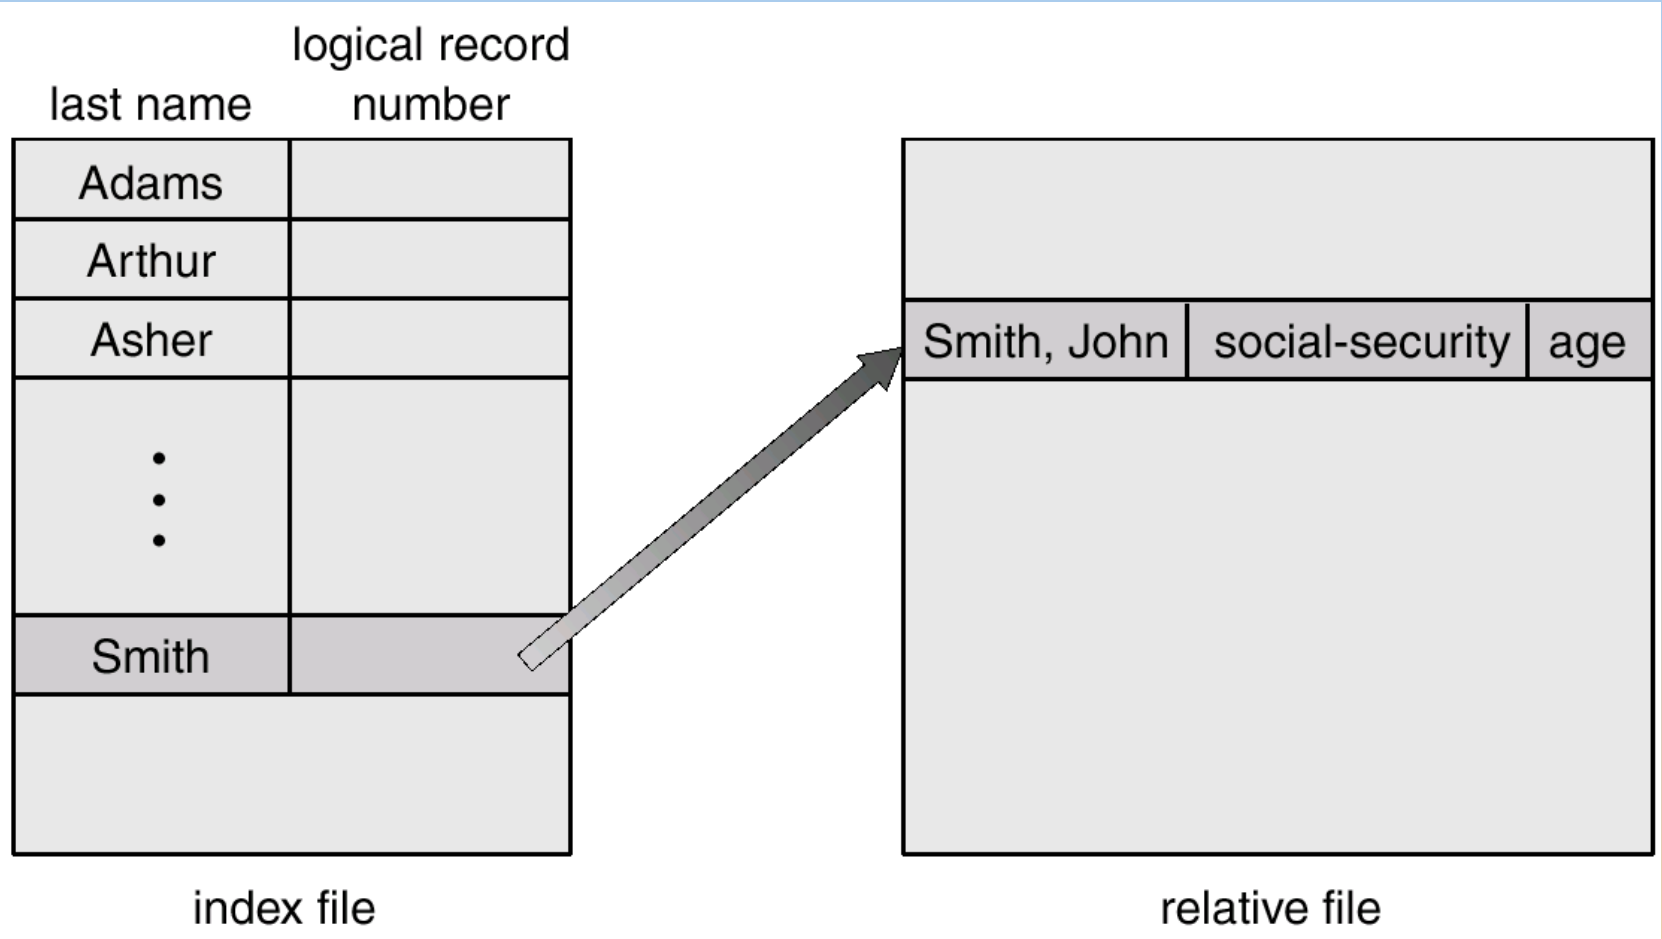 logical record
last name number
Adams
Arthur
Asher
Smith
Smith, John social-security age
index file
relative file